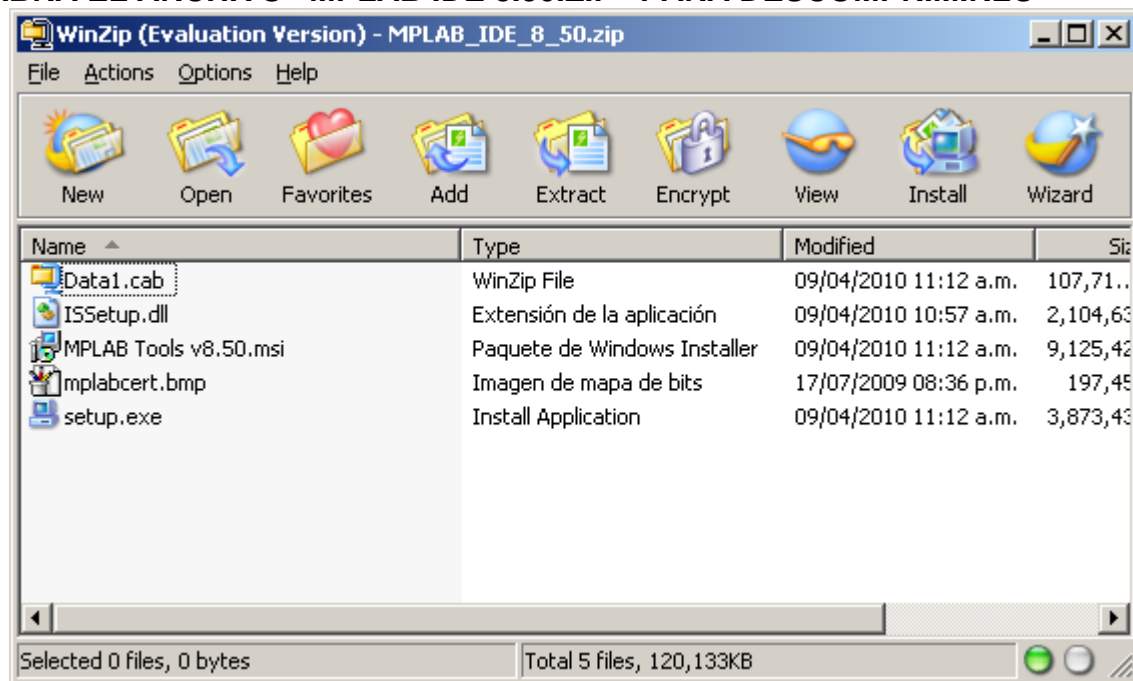 WinZip (Evaluation Version) - MPLAB_IDE_8_50.zip
File Actions Options Help
New Open Favorites Add Extract Encrypt View Install Wizard
Name Type Modified
Data1.cab WinZip File 09/04/2010 11:12 a.m. 107,71..
ISSetup.dll Extensión de la aplicación 09/04/2010 10:57 a.m. 2,104,63
MPLAB Tools v8.50.msi Paquete de Windows Installer 09/04/2010 11:12 a.m. 9,125,42
mplabcert.bmp Imagen de mapa de bits 17/07/2009 08:36 p.m. 197,45
setup.exe Install Application 09/04/2010 11:12 a.m. 3,873,43
Selected 0 files, 0 bytes Total 5 files, 120,133KB